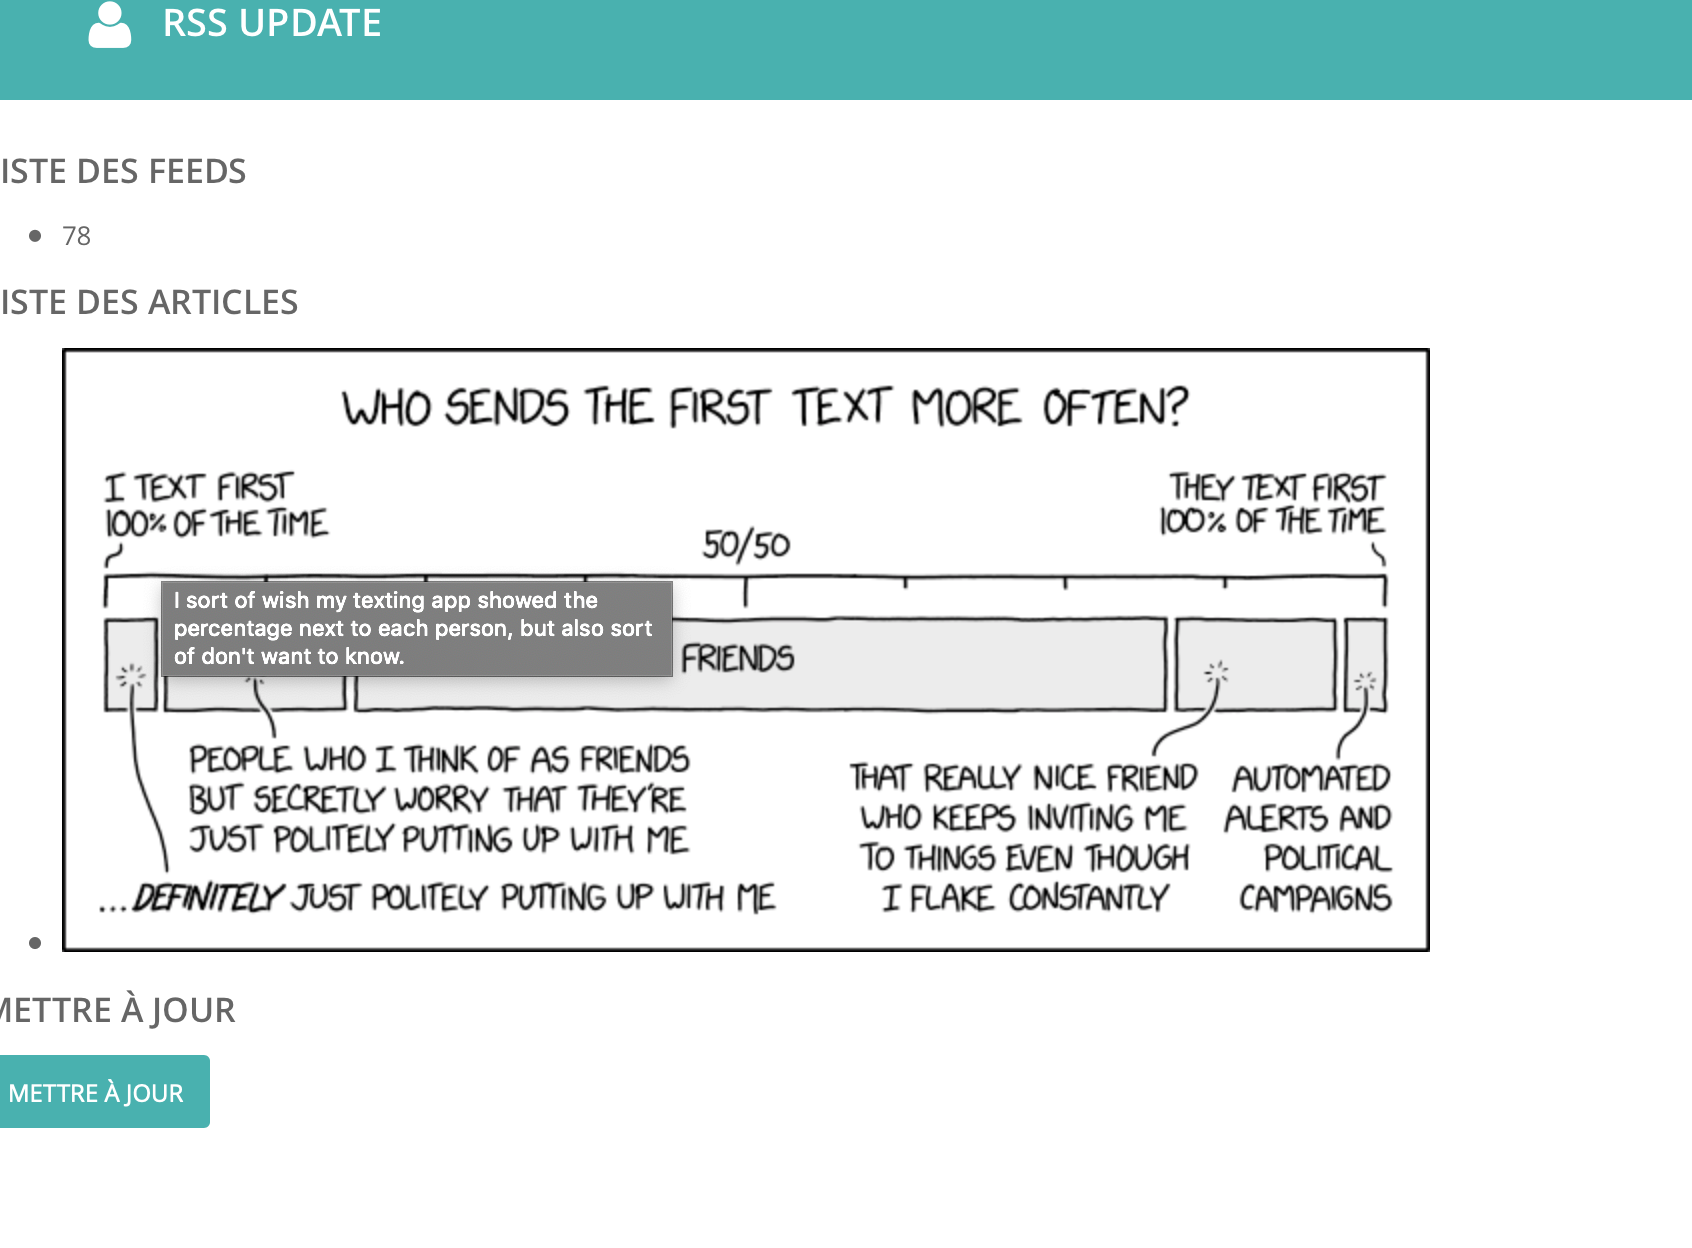 RSS UPDATE
ISTE DES FEEDS
78
ISTE DES ARTICLES
WHO SENDS THE FIRST TEXT MORE OFTEN?
I TEXT FIRST
100% OF THE TIME
THEY TEXT FIRST
100% OF THE TIME
50/50
I sort of wish my texting app showed the
percentage next to each person, but also sort
of don't want to know.
FRIENDS
PEOPLE WHO I THINK OF AS FRIENDS
BUT SECRETLY WORRY THAT THEY'RE
JUST POLITELY PUTTING UP WITH ME
...DEFINITELY JUST POLITELY PUTTING UP WITH ME
THAT REALLY NICE FRIEND
WHO KEEPS INVITING ME
TO THINGS EVEN THOUGH
I FLAKE CONSTANTLY
AUTOMATED
ALERTS AND
POLITICAL
CAMPAIGNS
METTRE À JOUR
METTRE À JOUR